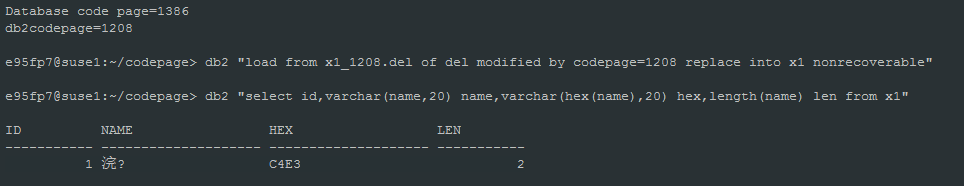 Database code page=1386
db2codepage=1208
e95fp7@suse1:~/codepage> db2 "load from x1_1208.del of del modified by codepage=1208 replace into x1 nonrecoverable"
e95fp7@suse1:~/codepage> db2 "select id,varchar(name,20) name,varchar(hex(name),20) hex,length(name) len from x1"
ID NAME HEX LEN
----------- -------------------- -------------------- -----------
1 浣? C4E3 2